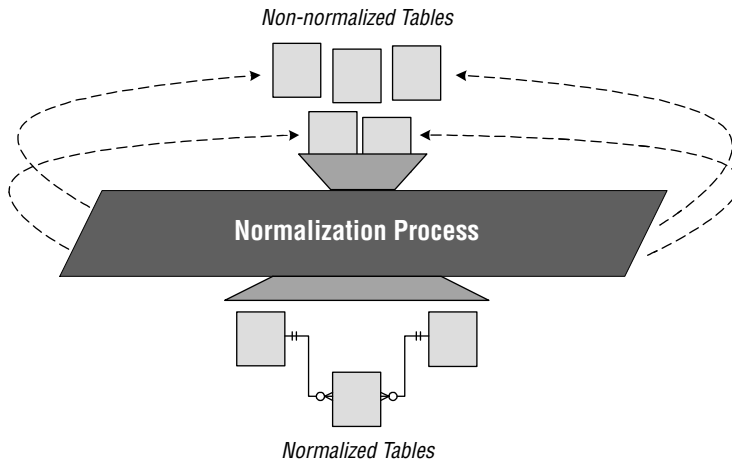 Non-normalized Tables
Normalization Process
Normalized Tables